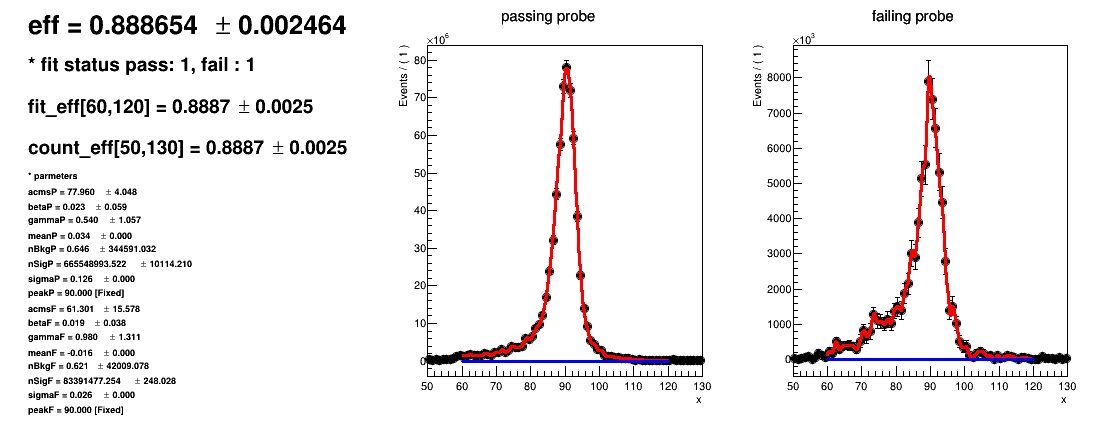 eff = 0.888654 ± 0.002464
* fit status pass: 1, fail : 1
fit_eff[60,120] = 0.8887 ± 0.0025
count_eff[50,130] = 0.8887 ± 0.0025
* parmeters
acmsP = 77.960 ± 4.048
betaP = 0.023 ± 0.059
gammaP = 0.540 ± 1.057
meanP = 0.034 ± 0.000
nBkgP = 0.646 ± 344591.032
nSigP = 665548993.522 ± 10114.210
sigmaP = 0.126 ± 0.000
peakP = 90.000 [Fixed]
acmsF = 61.301 ± 15.578
betaF = 0.019 ± 0.038
gammaF = 0.980 ± 1.311
meanF = -0.016 ± 0.000
nBkgF = 0.621 ± 42009.078
nSigF = 83391477.254 ± 248.028
sigmaF = 0.026 ± 0.000
peakF = 90.000 [Fixed]
passing probe
×10⁶
Events / ( 1 )
80
70
60
50
40
30
20
10
0
50 60 70 80 90 100 110 120 130
x
failing probe
×10³
Events / ( 1 )
8000
7000
6000
5000
4000
3000
2000
1000
0
50 60 70 80 90 100 110 120 130
x